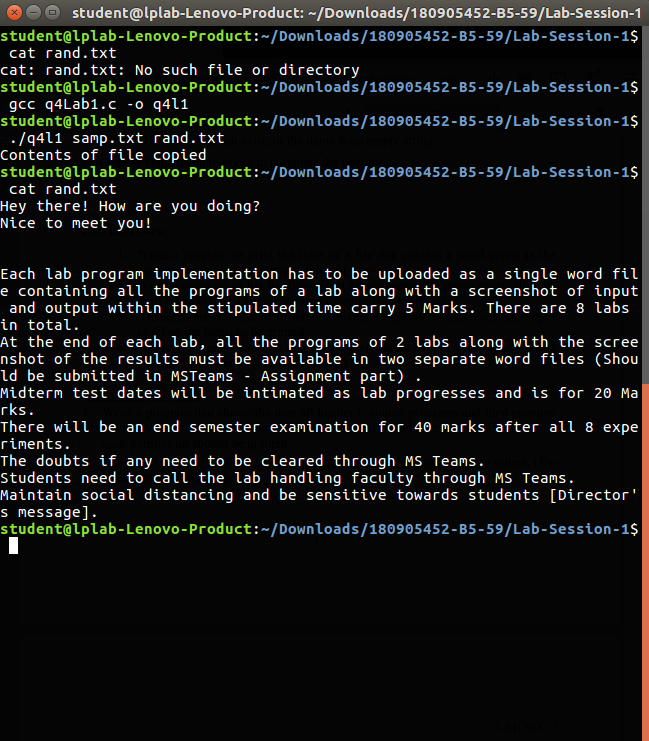 student@lplab-Lenovo-Product: ~/Downloads/180905452-B5-59/Lab-Session-1
student@lplab-Lenovo-Product:~/Downloads/180905452-B5-59/Lab-Session-1$
cat rand.txt
cat: rand.txt: No such file or directory
student@lplab-Lenovo-Product:~/Downloads/180905452-B5-59/Lab-Session-1$
gcc q4Lab1.c -o q4l1
student@lplab-Lenovo-Product:~/Downloads/180905452-B5-59/Lab-Session-1$
./q4l1 samp.txt rand.txt
Contents of file copied
student@lplab-Lenovo-Product:~/Downloads/180905452-B5-59/Lab-Session-1$
cat rand.txt
Hey there! How are you doing?
Nice to meet you!
Each lab program implementation has to be uploaded as a single word fil
e containing all the programs of a lab along with a screenshot of input
and output within the stipulated time carry 5 Marks. There are 8 labs
in total.
At the end of each lab, all the programs of 2 labs along with the scree
nshot of the results must be available in two separate word files (Shou
ld be submitted in MSTeams - Assignment part) .
Midterm test dates will be intimated as lab progresses and is for 20 Ma
rks.
There will be an end semester examination for 40 marks after all 8 expe
riments.
The doubts if any need to be cleared through MS Teams.
Students need to call the lab handling faculty through MS Teams.
Maintain social distancing and be sensitive towards students [Director'
s message].
student@lplab-Lenovo-Product:~/Downloads/180905452-B5-59/Lab-Session-1$